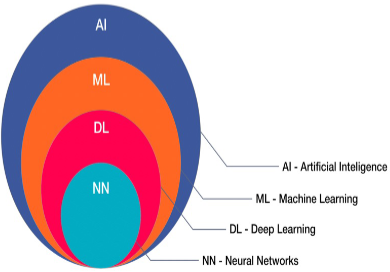 AI
ML
DL
NN
AI - Artificial Inteligence
ML - Machine Learning
DL - Deep Learning
NN - Neural Networks